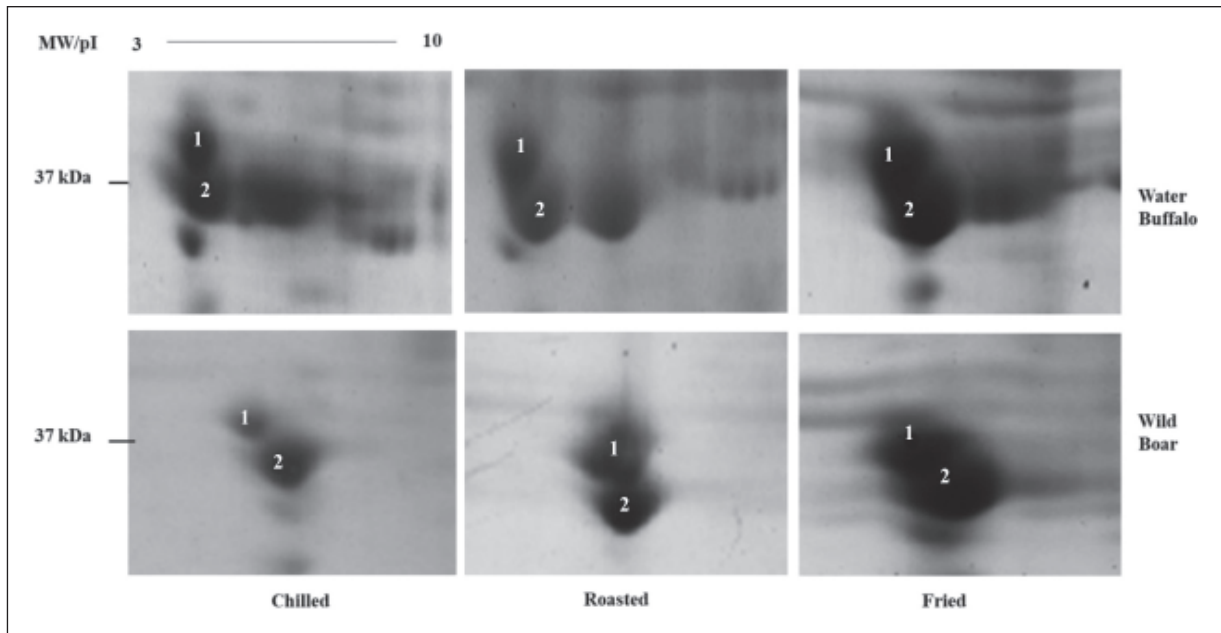 MW/pI 3 10
1 1 1
37 kDa
2 2 2
Water
Buffalo
1 1 1
37 kDa
2 2 2
Wild
Boar
Chilled Roasted Fried